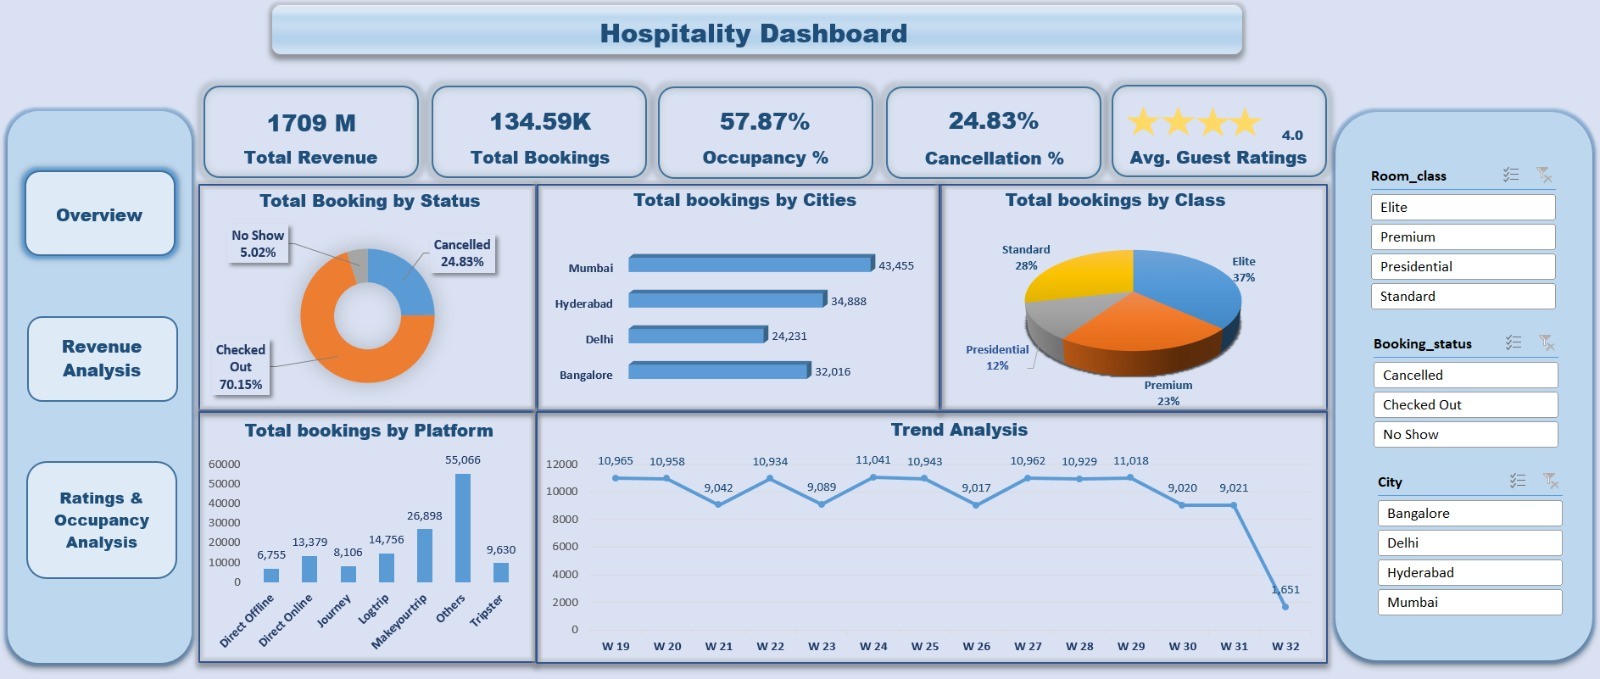 Hospitality Dashboard
1709 M
Total Revenue
134.59K
Total Bookings
57.87%
Occupancy %
24.83%
Cancellation %
4.0
Avg. Guest Ratings
Overview
Revenue
Analysis
Ratings &
Occupancy
Analysis
Total Booking by Status
No Show
5.02%
Cancelled
24.83%
Checked
Out
70.15%
Total bookings by Cities
Mumbai
43,455
Hyderabad
34,888
Delhi
24,231
Bangalore
32,016
Total bookings by Class
Standard
28%
Elite
37%
Presidential
12%
Premium
23%
Total bookings by Platform
60000
50000
40000
30000
20000
10000
0
6,755
13,379
8,106
14,756
26,898
55,066
9,630
Direct Offline
Direct Online
Journey
Logtrip
Makeyourtrip
Others
Tripster
Trend Analysis
12000
10000
8000
6000
4000
2000
0
10,965
10,958
9,042
10,934
9,089
11,041
10,943
9,017
10,962
10,929
11,018
9,020
9,021
1,651
W 19
W 20
W 21
W 22
W 23
W 24
W 25
W 26
W 27
W 28
W 29
W 30
W 31
W 32
Room_class
Elite
Premium
Presidential
Standard
Booking_status
Cancelled
Checked Out
No Show
City
Bangalore
Delhi
Hyderabad
Mumbai